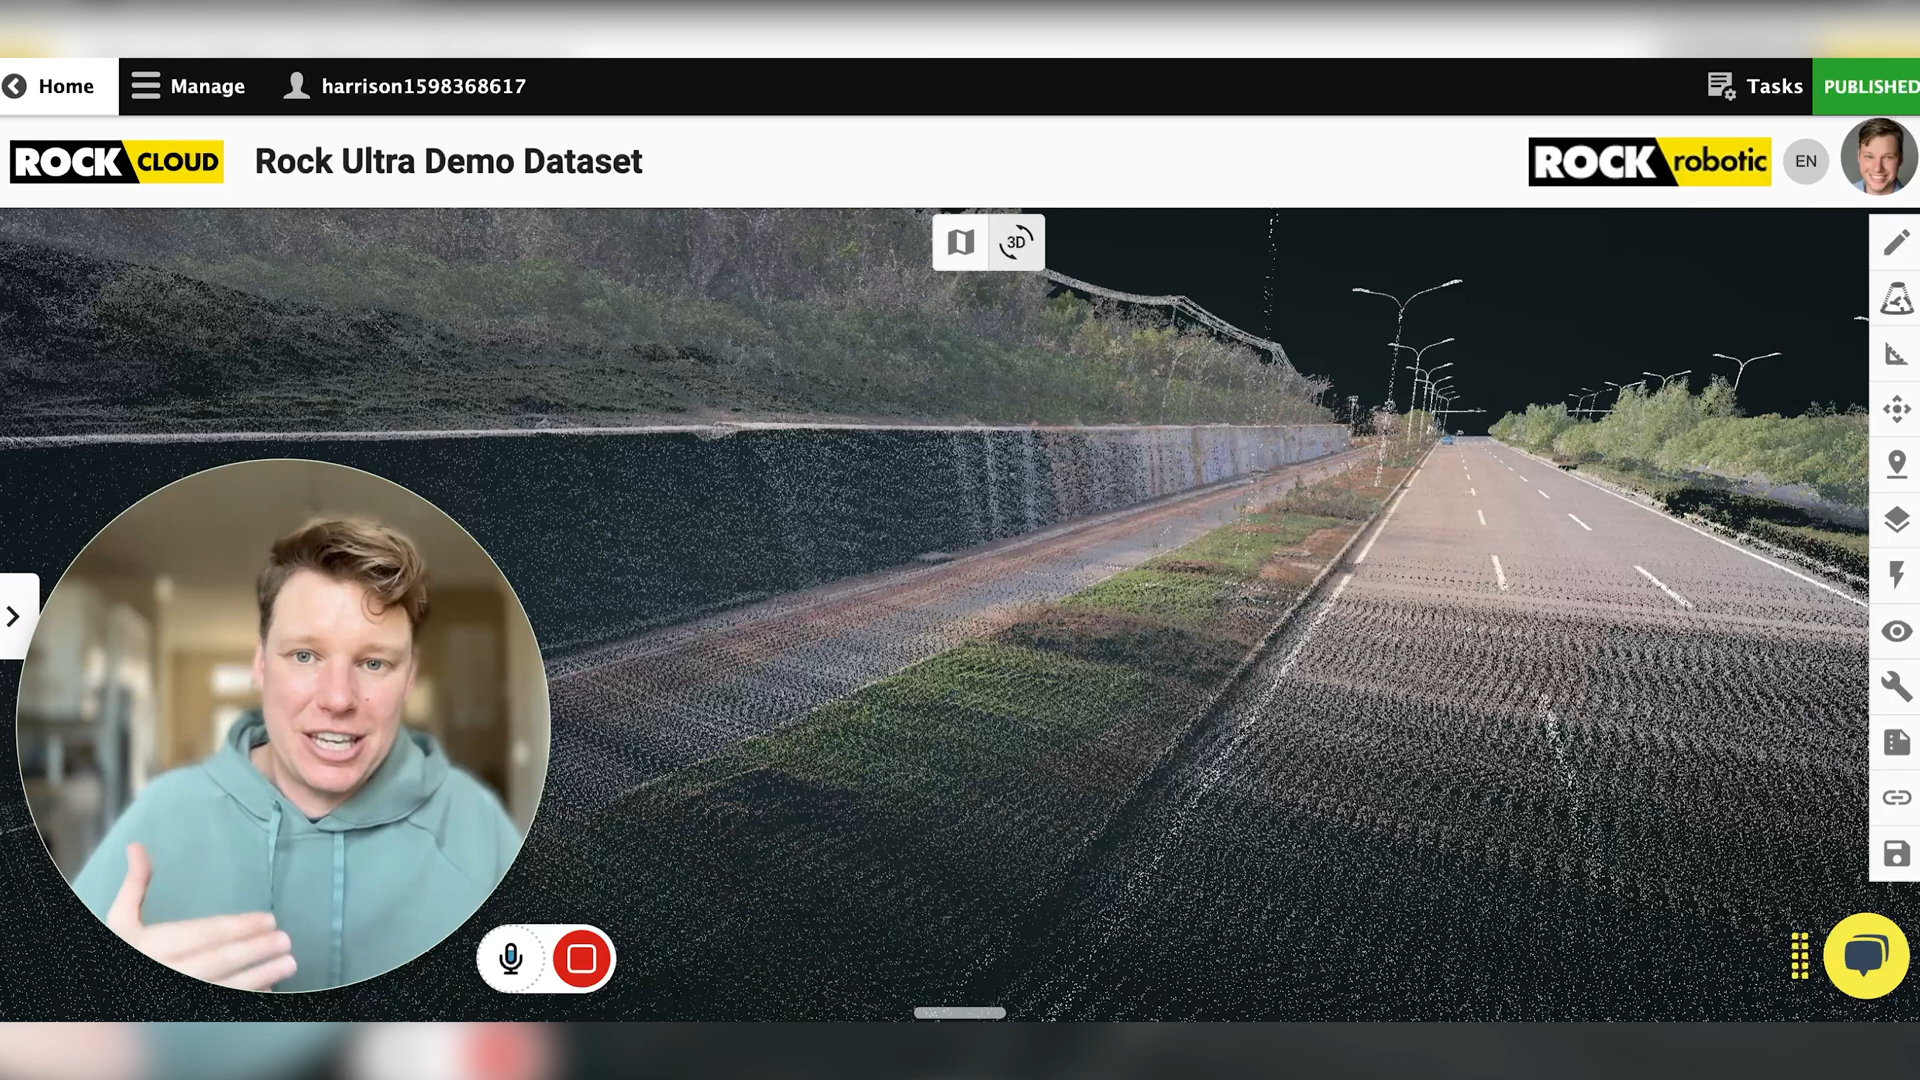 Home
Manage
harrison1598368617
Tasks
PUBLISHED
ROCK CLOUD
Rock Ultra Demo Dataset
ROCK robotic
EN
3D